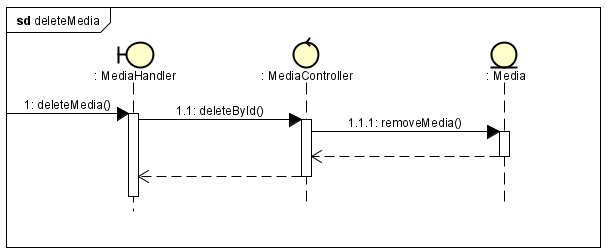 sd deleteMedia
: MediaHandler
: MediaController
: Media
1: deleteMedia()
1.1: deleteById()
1.1.1: removeMedia()